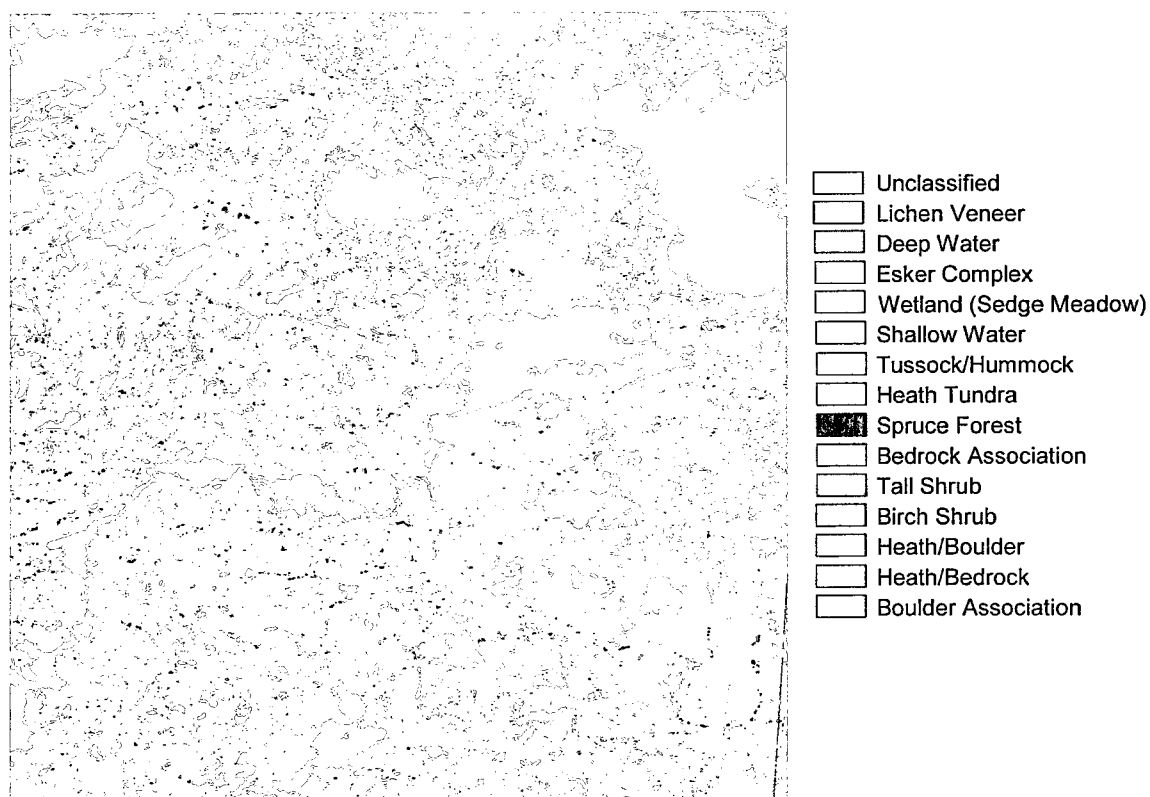 Unclassified
Lichen Veneer
Deep Water
Esker Complex
Wetland (Sedge Meadow)
Shallow Water
Tussock/Hummock
Heath Tundra
Spruce Forest
Bedrock Association
Tall Shrub
Birch Shrub
Heath/Boulder
Heath/Bedrock
Boulder Association